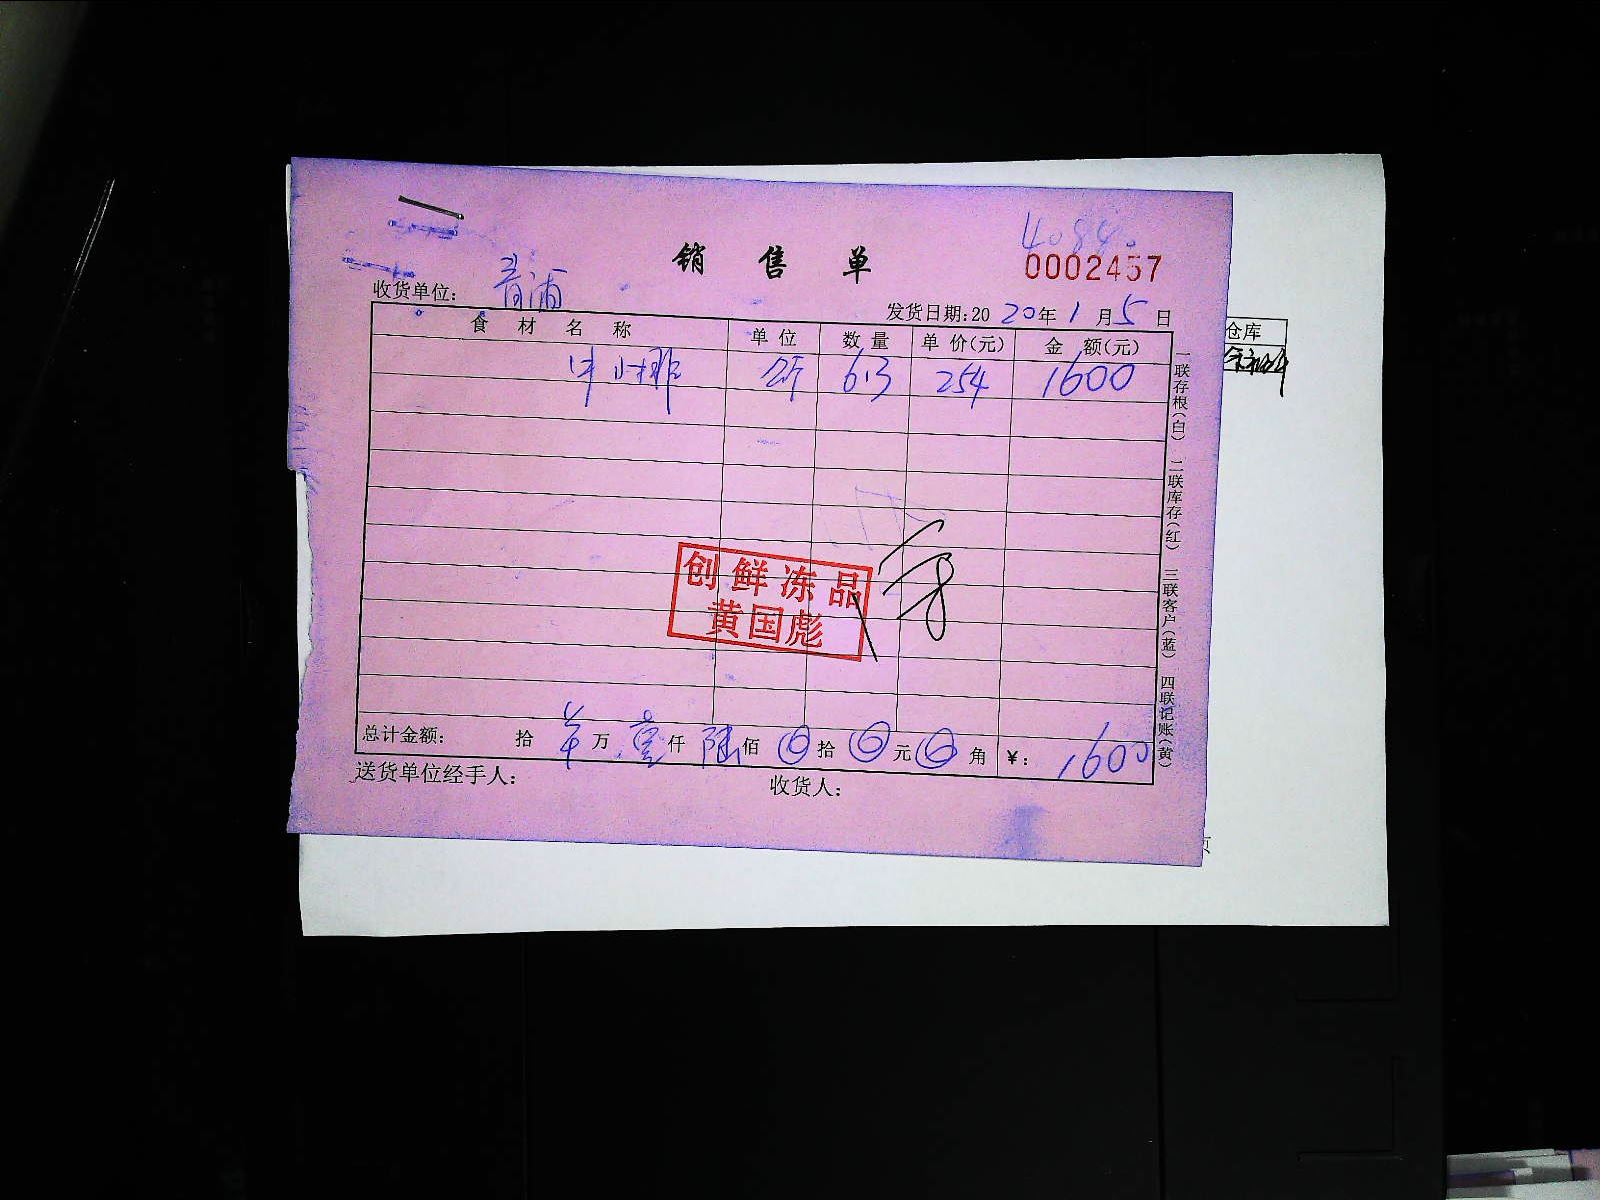 4084.
销 售 单
0002457
收货单位: 青浦
发货日期:20 20年 1月 5日
食 材 名 称 单 位 数 量 单 价(元) 金 额(元)
牛小排 斤 63 254 1600
仓库
一联存根(白) 二联库存(红) 三联客户(蓝) 四联记账(黄)
创鲜冻品
黄国彪
总计金额: 拾 万 壹仟 陆佰 0拾 0元 0角 ¥: 1600
送货单位经手人: 收货人:
页